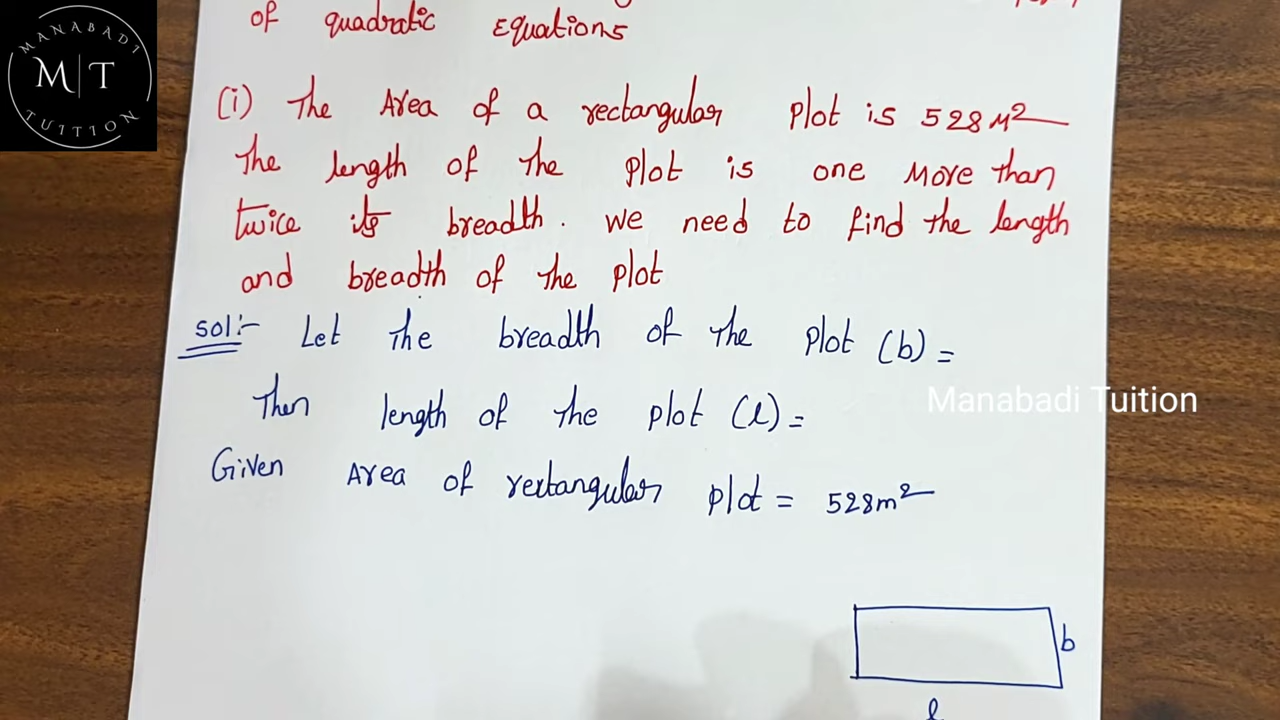 MANABADI
M|T
TUITION
of quadratic Equations
(i) The Area of a rectangular plot is 528 M²
The length of the plot is one More than
twice its breadth. we need to find the length
and breadth of the plot
Sol:- Let the breadth of the plot (b) =
Then length of the plot (l) =
Manabadi Tuition
Given Area of rectangular plot = 528m²
b
l